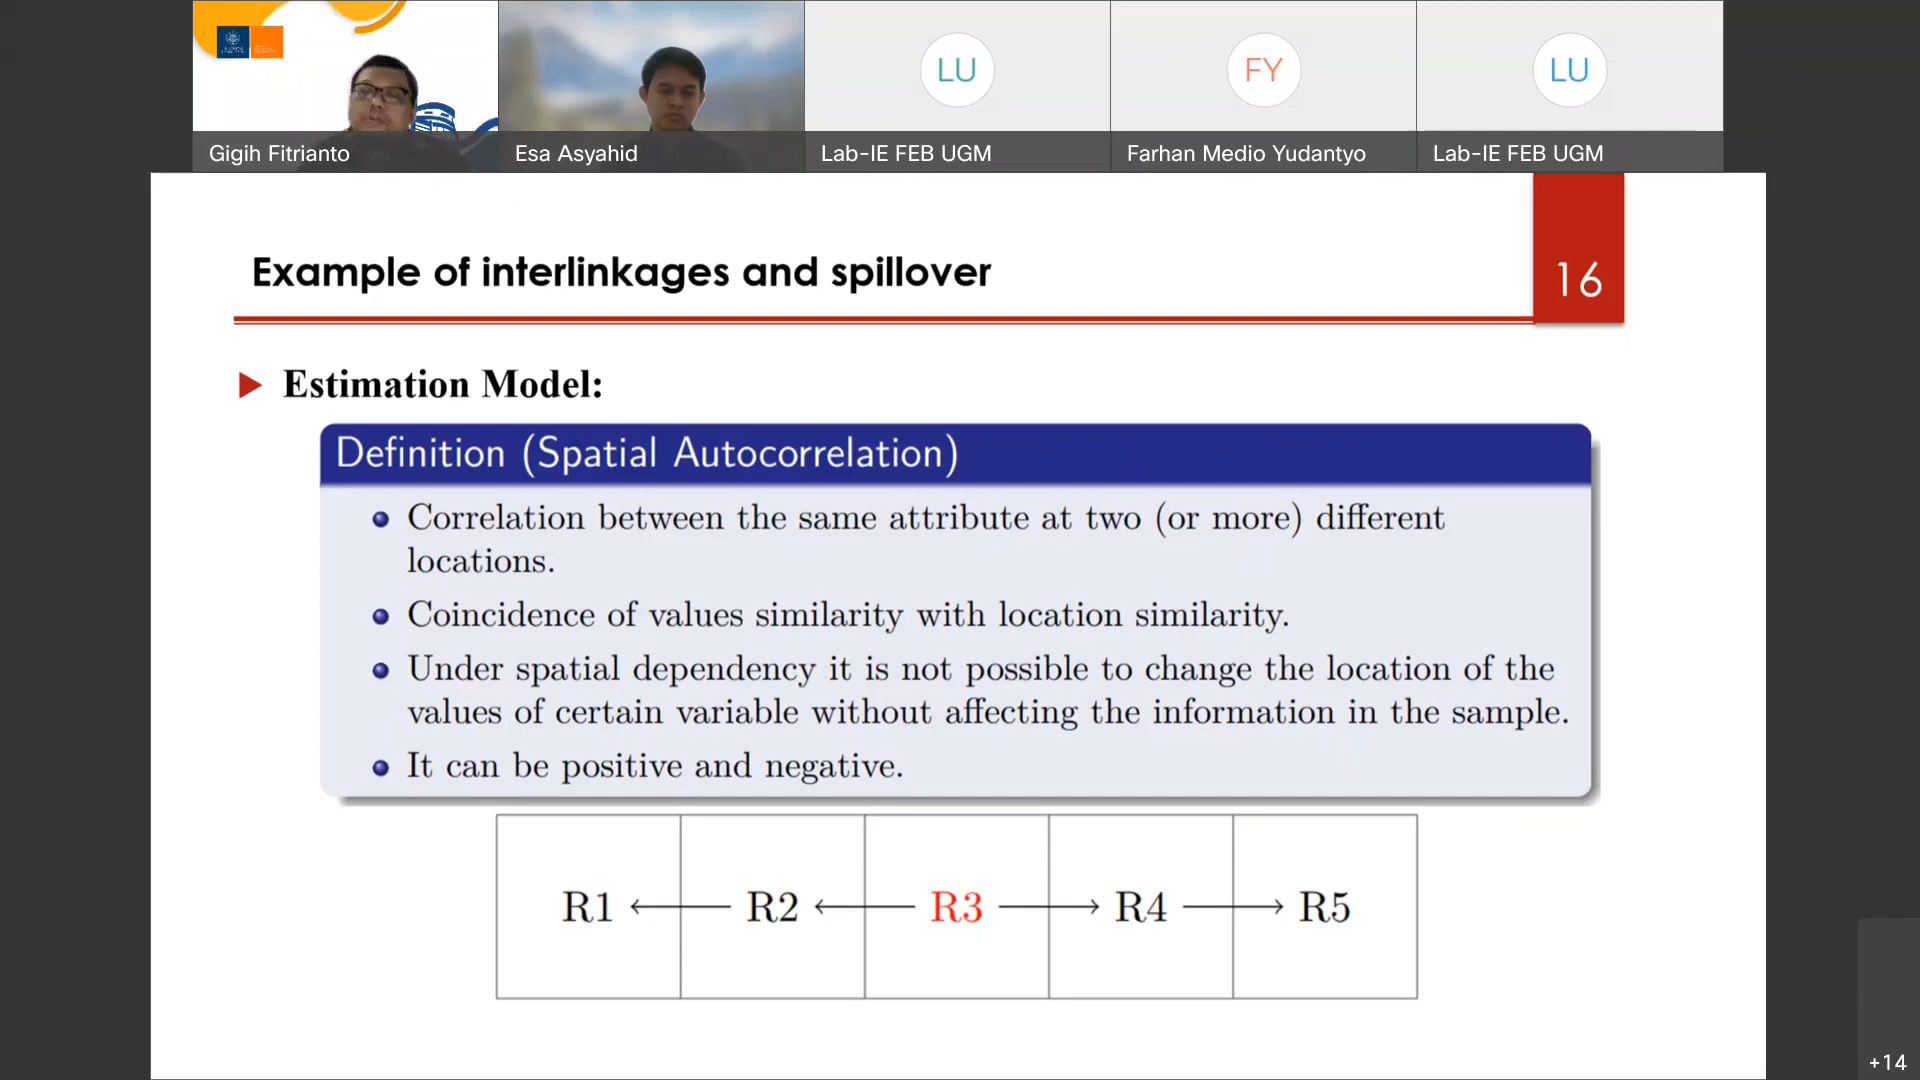 LU
FY
LU
Gigih Fitrianto
Esa Asyahid
Lab-IE FEB UGM
Farhan Medio Yudantyo
Lab-IE FEB UGM
Example of interlinkages and spillover
16
Estimation Model:
Definition (Spatial Autocorrelation)
Correlation between the same attribute at two (or more) different
locations.
Coincidence of values similarity with location similarity.
Under spatial dependency it is not possible to change the location of the
values of certain variable without affecting the information in the sample.
It can be positive and negative.
R1 ← R2 ← R3 → R4 → R5
+14